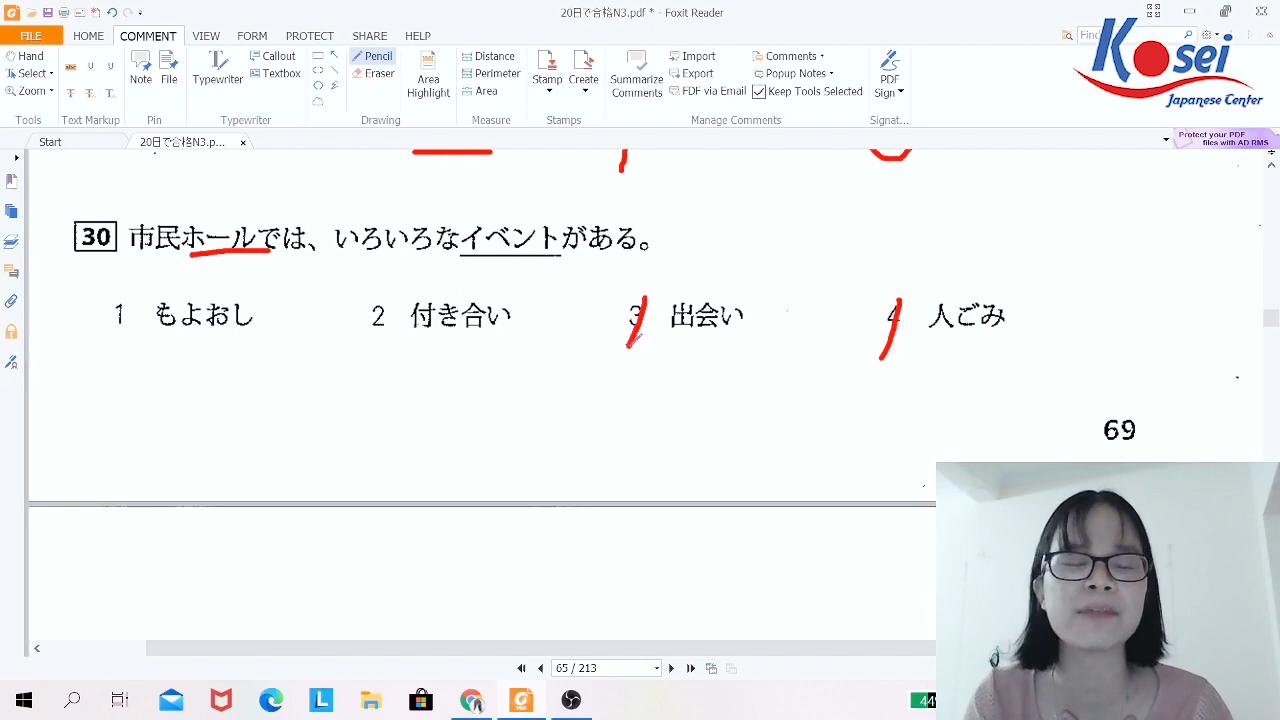 20日で合格N3.pdf * - Foxit Reader
FILE HOME COMMENT VIEW FORM PROTECT SHARE HELP
Find
Kosei
Japanese Center
Hand
Select
Zoom
Tools
Text Markup
Note
File
Pin
Typewriter
Callout
Textbox
Typewriter
Pencil
Eraser
Drawing
Area Highlight
Distance
Perimeter
Area
Measure
Stamp
Create
Stamps
Summarize Comments
Import
Export
FDF via Email
Comments
Popup Notes
Keep Tools Selected
Manage Comments
PDF Sign
Signat...
Start
20日で合格N3.p...
Protect your PDF
files with AD RMS
30 市民ホールでは、いろいろなイベントがある。
1 もよおし 2 付き合い 3 出会い 4 人ごみ
69
65 / 213